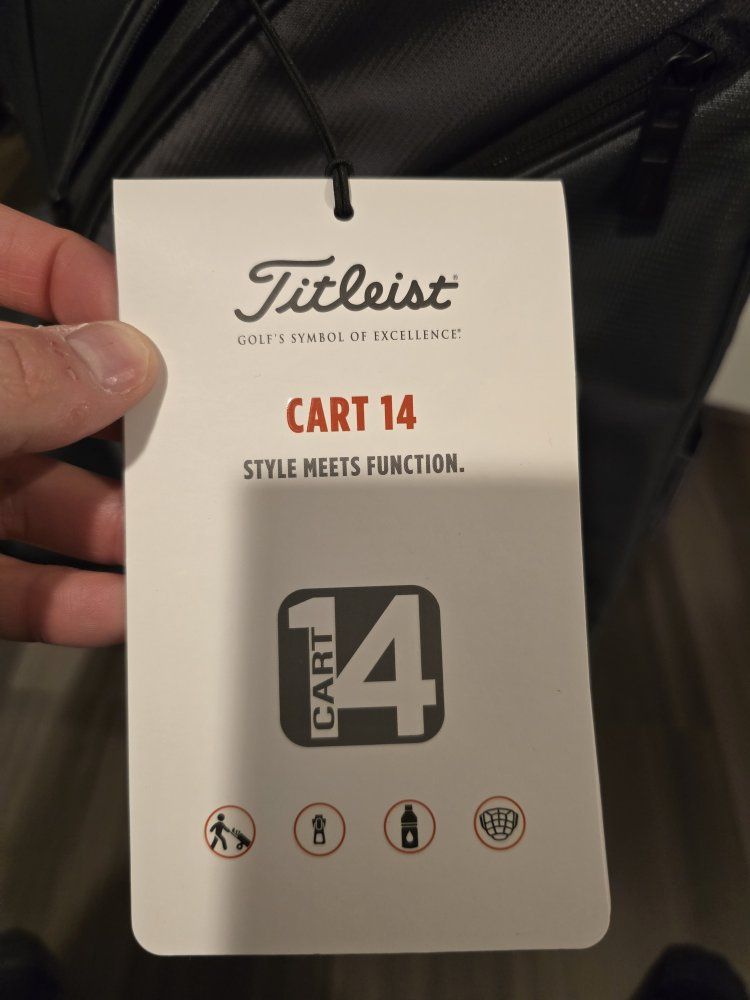 Titleist®
GOLF'S SYMBOL OF EXCELLENCE®
CART 14
STYLE MEETS FUNCTION.
CART 14